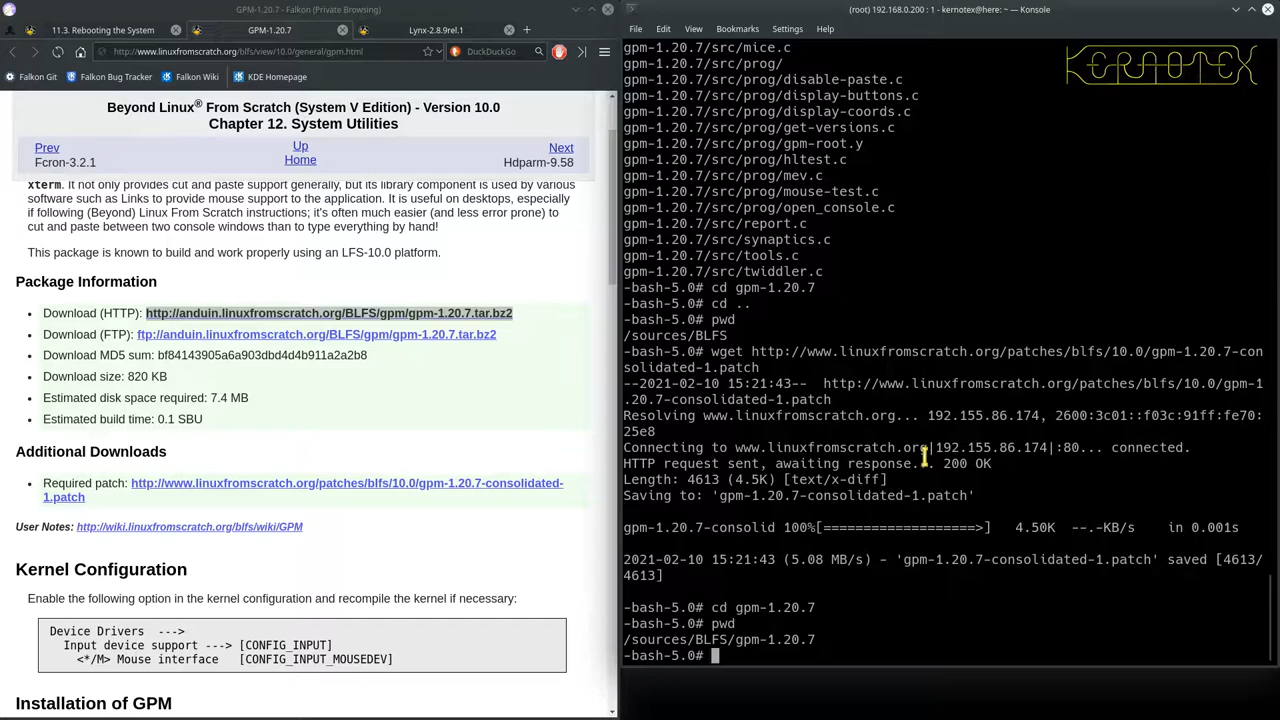 GPM-1.20.7 - Falkon (Private Browsing)
11.3. Rebooting the System
GPM-1.20.7
Lynx-2.8.9rel.1
http://www.linuxfromscratch.org/blfs/view/10.0/general/gpm.html
DuckDuckGo
Falkon Git
Falkon Bug Tracker
Falkon Wiki
KDE Homepage
Beyond Linux® From Scratch (System V Edition) - Version 10.0
Chapter 12. System Utilities
Prev
Up
Next
Fcron-3.2.1
Home
Hdparm-9.58
xterm. It not only provides cut and paste support generally, but its library component is used by various
software such as Links to provide mouse support to the application. It is useful on desktops, especially
if following (Beyond) Linux From Scratch instructions; it's often much easier (and less error prone) to
cut and paste between two console windows than to type everything by hand!
This package is known to build and work properly using an LFS-10.0 platform.
Package Information
• Download (HTTP): http://anduin.linuxfromscratch.org/BLFS/gpm/gpm-1.20.7.tar.bz2
• Download (FTP): ftp://anduin.linuxfromscratch.org/BLFS/gpm/gpm-1.20.7.tar.bz2
• Download MD5 sum: bf84143905a6a903dbd4d4b911a2a2b8
• Download size: 820 KB
• Estimated disk space required: 7.4 MB
• Estimated build time: 0.1 SBU
Additional Downloads
• Required patch: http://www.linuxfromscratch.org/patches/blfs/10.0/gpm-1.20.7-consolidated-
1.patch
User Notes: http://wiki.linuxfromscratch.org/blfs/wiki/GPM
Kernel Configuration
Enable the following option in the kernel configuration and recompile the kernel if necessary:
Device Drivers --->
Input device support ---> [CONFIG_INPUT]
<*/M> Mouse interface [CONFIG_INPUT_MOUSEDEV]
Installation of GPM
(root) 192.168.0.200 : 1 - kernotex@here: ~ — Konsole
File Edit View Bookmarks Settings Help
KERNOTEX
gpm-1.20.7/src/mice.c
gpm-1.20.7/src/prog/
gpm-1.20.7/src/prog/disable-paste.c
gpm-1.20.7/src/prog/display-buttons.c
gpm-1.20.7/src/prog/display-coords.c
gpm-1.20.7/src/prog/get-versions.c
gpm-1.20.7/src/prog/gpm-root.y
gpm-1.20.7/src/prog/hltest.c
gpm-1.20.7/src/prog/mev.c
gpm-1.20.7/src/prog/mouse-test.c
gpm-1.20.7/src/prog/open_console.c
gpm-1.20.7/src/report.c
gpm-1.20.7/src/synaptics.c
gpm-1.20.7/src/tools.c
gpm-1.20.7/src/twiddler.c
-bash-5.0# cd gpm-1.20.7
-bash-5.0# cd ..
-bash-5.0# pwd
/sources/BLFS
-bash-5.0# wget http://www.linuxfromscratch.org/patches/blfs/10.0/gpm-1.20.7-con
solidated-1.patch
--2021-02-10 15:21:43-- http://www.linuxfromscratch.org/patches/blfs/10.0/gpm-1
.20.7-consolidated-1.patch
Resolving www.linuxfromscratch.org... 192.155.86.174, 2600:3c01::f03c:91ff:fe70:
25e8
Connecting to www.linuxfromscratch.org|192.155.86.174|:80... connected.
HTTP request sent, awaiting response... 200 OK
Length: 4613 (4.5K) [text/x-diff]
Saving to: 'gpm-1.20.7-consolidated-1.patch'
gpm-1.20.7-consolid 100%[===================>] 4.50K --.-KB/s in 0.001s
2021-02-10 15:21:43 (5.08 MB/s) - 'gpm-1.20.7-consolidated-1.patch' saved [4613/
4613]
-bash-5.0# cd gpm-1.20.7
-bash-5.0# pwd
/sources/BLFS/gpm-1.20.7
-bash-5.0#